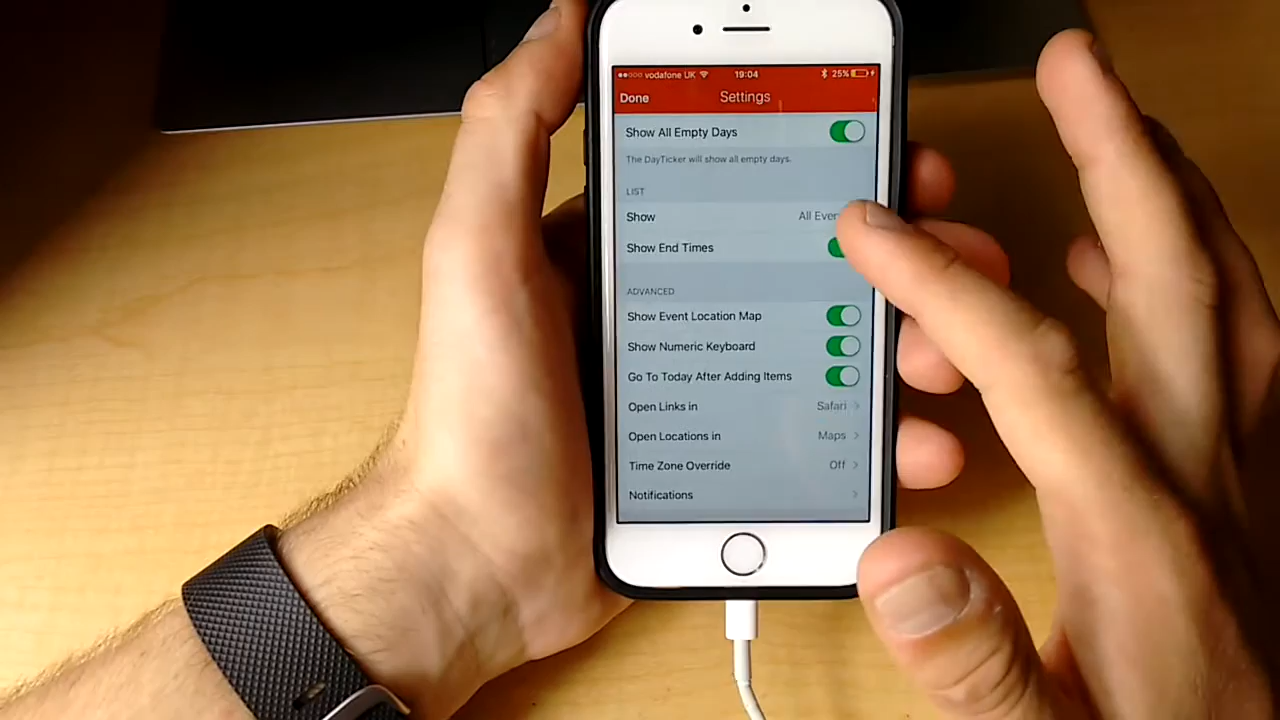 vodafone UK 19:04 25%
Done Settings
Show All Empty Days
The DayTicker will show all empty days.
LIST
Show All
Show End Times
ADVANCED
Show Event Location Map
Show Numeric Keyboard
Go To Today After Adding Items
Open Links in Safari
Open Locations in Maps
Time Zone Override Off
Notifications